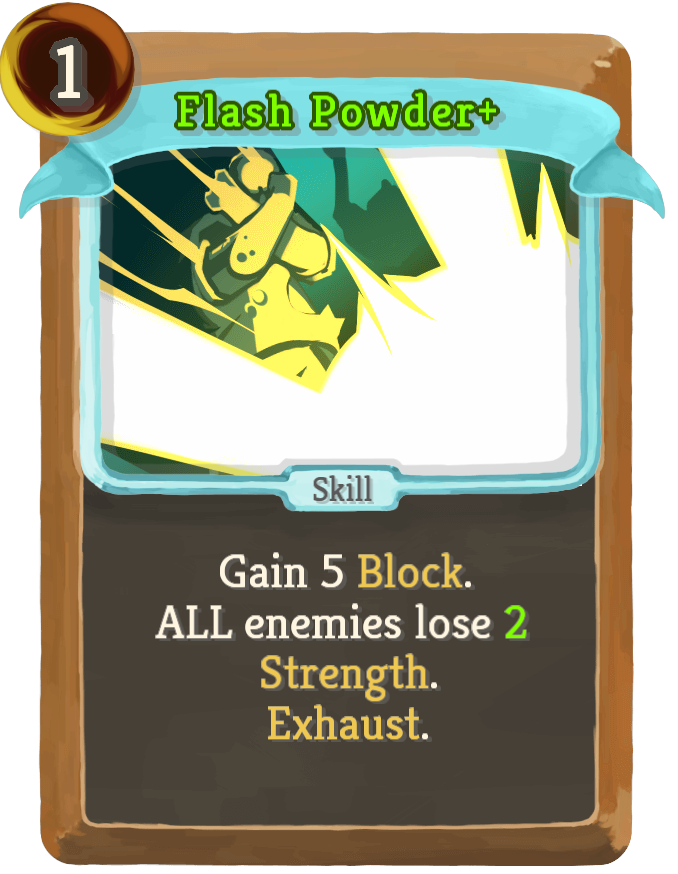 1
Flash Powder+
Skill
Gain 5 Block.
ALL enemies lose 2
Strength.
Exhaust.